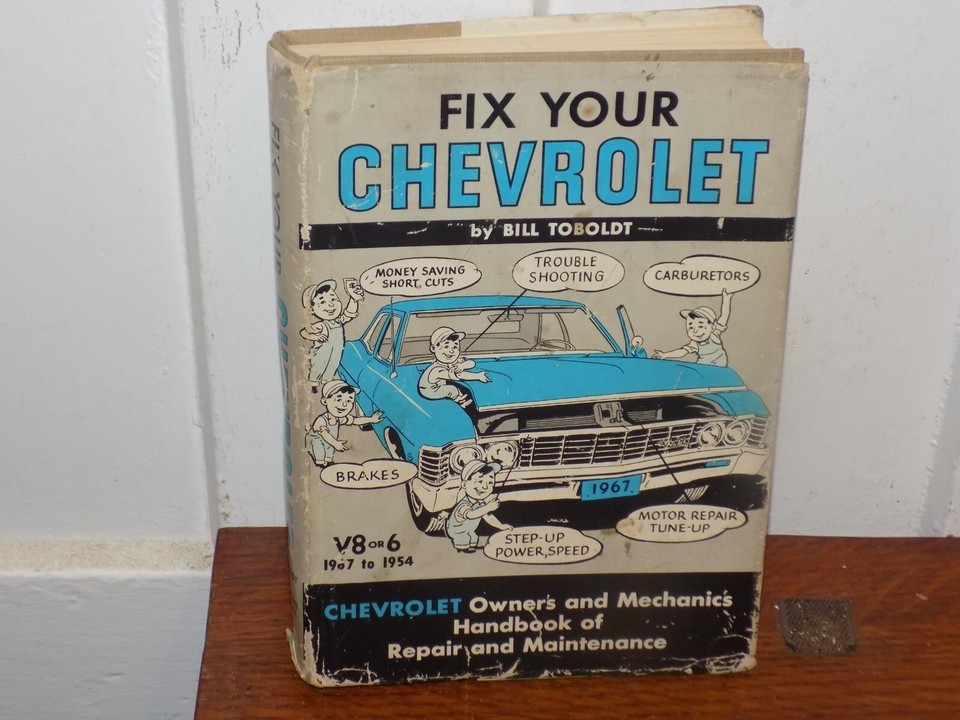 FIX YOUR
CHEVROLET
by BILL TOBOLDT
MONEY SAVING
SHORT CUTS
TROUBLE
SHOOTING
CARBURETORS
BRAKES
1967
MOTOR REPAIR
TUNE-UP
STEP-UP
POWER, SPEED
V8 OR 6
1967 to 1954
CHEVROLET Owner's and Mechanic's
Handbook of
Repair and Maintenance
FIX YOUR